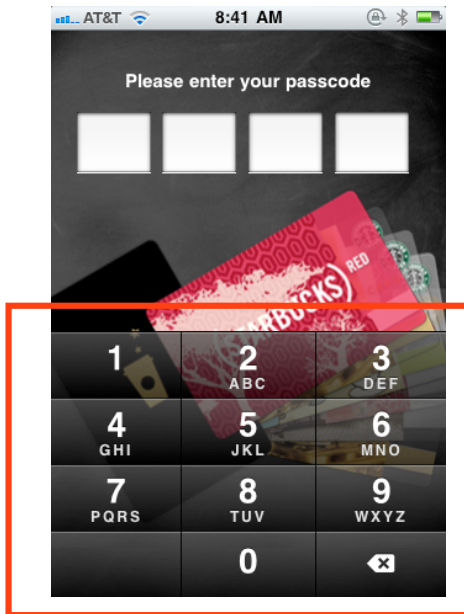 AT&T 8:41 AM
Please enter your passcode
RED
STARBUCKS)
1 2 3
ABC DEF
4 5 6
GHI JKL MNO
7 8 9
PQRS TUV WXYZ
0